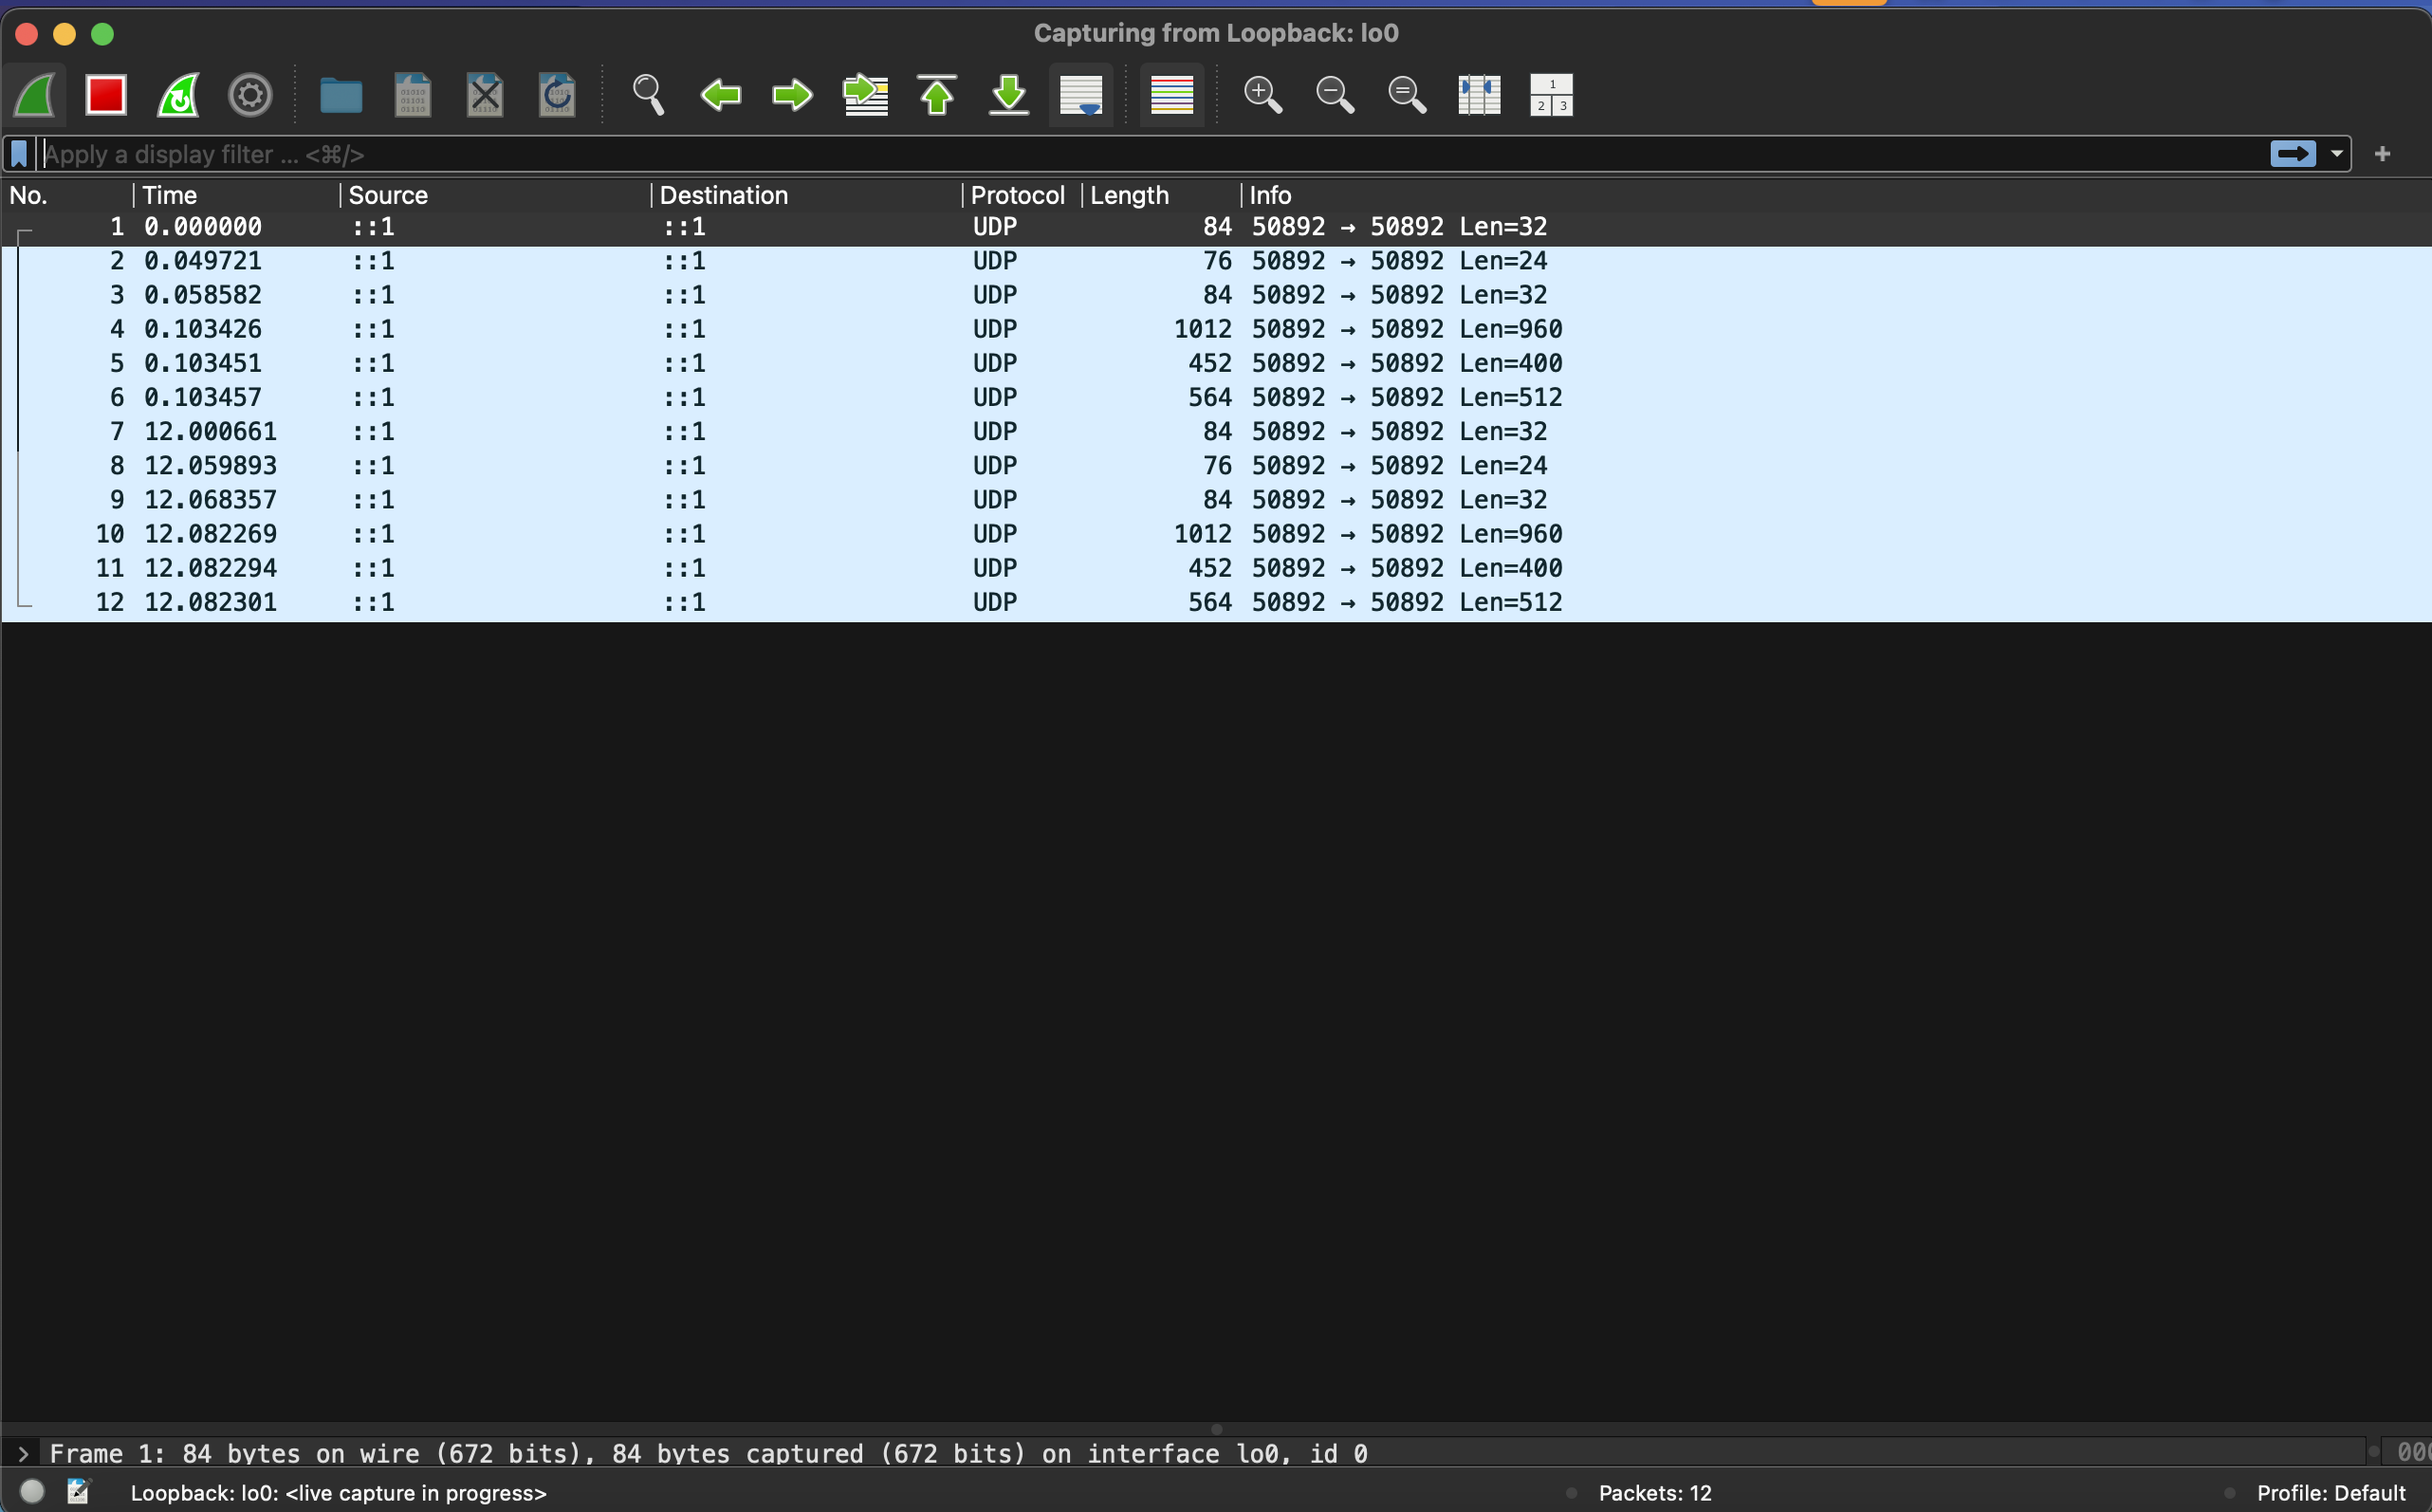 Capturing from Loopback: lo0
Apply a display filter ... <⌘/>
No. Time Source Destination Protocol Length Info
1 0.000000 ::1 ::1 UDP 84 50892 → 50892 Len=32
2 0.049721 ::1 ::1 UDP 76 50892 → 50892 Len=24
3 0.058582 ::1 ::1 UDP 84 50892 → 50892 Len=32
4 0.103426 ::1 ::1 UDP 1012 50892 → 50892 Len=960
5 0.103451 ::1 ::1 UDP 452 50892 → 50892 Len=400
6 0.103457 ::1 ::1 UDP 564 50892 → 50892 Len=512
7 12.000661 ::1 ::1 UDP 84 50892 → 50892 Len=32
8 12.059893 ::1 ::1 UDP 76 50892 → 50892 Len=24
9 12.068357 ::1 ::1 UDP 84 50892 → 50892 Len=32
10 12.082269 ::1 ::1 UDP 1012 50892 → 50892 Len=960
11 12.082294 ::1 ::1 UDP 452 50892 → 50892 Len=400
12 12.082301 ::1 ::1 UDP 564 50892 → 50892 Len=512
Frame 1: 84 bytes on wire (672 bits), 84 bytes captured (672 bits) on interface lo0, id 0
Loopback: lo0: <live capture in progress> Packets: 12 Profile: Default